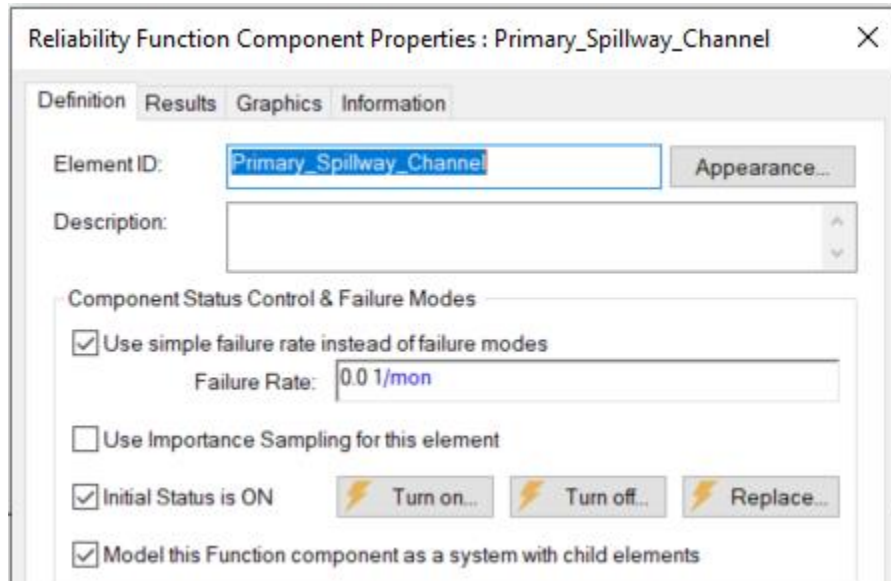 Reliability Function Component Properties : Primary_Spillway_Channel
Definition Results Graphics Information
Element ID: Primary_Spillway_Channel Appearance...
Description:
Component Status Control & Failure Modes
Use simple failure rate instead of failure modes
Failure Rate: 0.0 1/mon
Use Importance Sampling for this element
Initial Status is ON Turn on... Turn off... Replace...
Model this Function component as a system with child elements